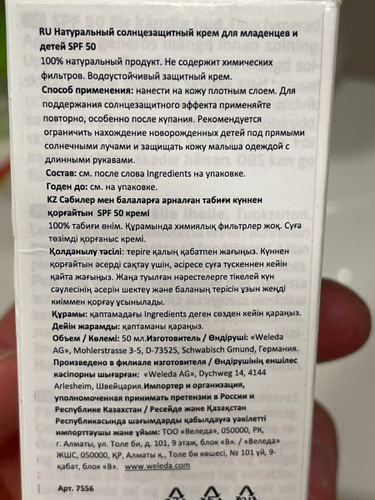 RU Натуральный солнцезащитный крем для младенцев и
детей SPF 50
100% натуральный продукт. Не содержит химических
фильтров. Водоустойчивый защитный крем.
Способ применения: нанести на кожу плотным слоем. Для
поддержания солнцезащитного эффекта применяйте
повторно, особенно после купания. Рекомендуется
ограничить нахождение новорожденных детей под прямыми
солнечными лучами и защищать кожу малыша одеждой с
длинными рукавами.
Состав: см. после слова Ingredients на упаковке.
Годен до: см. на упаковке.
KZ Сәбилер мен балаларға арналған табиғи күннен
қорғайтын SPF 50 кремі
100% табиғи өнім. Құрамында химиялық фильтрлер жоқ. Суға
төзімді қорғаныс кремі.
Қолданылу тәсілі: теріге қалың қабатпен жағыңыз. Күннен
қорғайтын әсерді сақтау үшін, әсіресе суға түскеннен кейін
қайта жағыңыз. Жаңа туылған нәрестелерге тікелей күн
сәулесінің әсерін шектеу және баланың терісін ұзын жеңді
киіммен қорғау ұсынылады.
Құрамы: қаптамадағы Ingredients деген сөзден кейін қараңыз.
Дейін жарамды: қаптаманы қараңыз.
Объем / Көлемі: 50 мл.Изготовитель / Өндіруші: «Weleda
AG», Mohlerstrasse 3-5, D-73525, Schwabisch Gmund, Германия.
Произведено в филиале изготовителя / Өндірушінің еншілес
кәсіпорны шығарған: «Weleda AG», Dychweg 14, 4144
Arlesheim, Швейцария.Импортер и организация,
уполномоченная принимать претензии в России и
Республике Казахстан / Ресейде және Қазақстан
Республикасында шағымдарды қабылдауға уәкілетті
импорттаушы және ұйым: ТОО «Веледа», 050000, РК,
г. Алматы, ул. Толе би, д. 101, 9 этаж, блок «В». / «Веледа»
ЖШС, 050000, ҚР, Алматы қ., Толе би көшесі, № 101 үй, 9-
қабат, блок «В». www.weleda.com
Арт. 7556